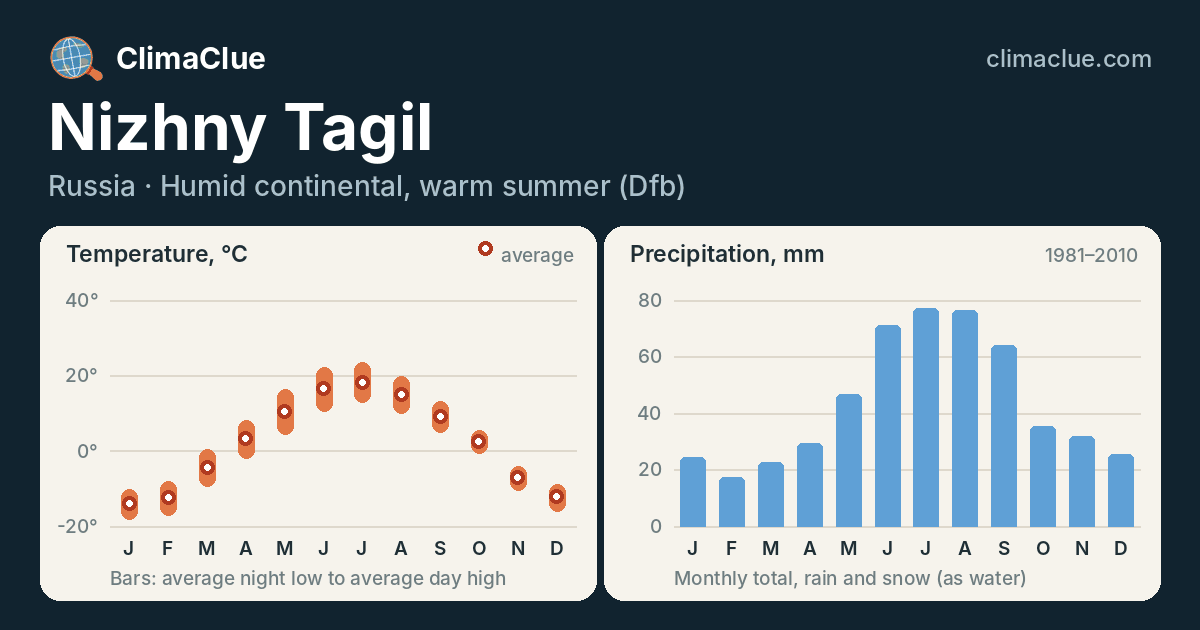 ClimaClue
climaclue.com
Nizhny Tagil
Russia · Humid continental, warm summer (Dfb)
Temperature, °C
average
40°
20°
0°
-20°
J F M A M J J A S O N D
Bars: average night low to average day high
Precipitation, mm
1981–2010
80
60
40
20
0
J F M A M J J A S O N D
Monthly total, rain and snow (as water)